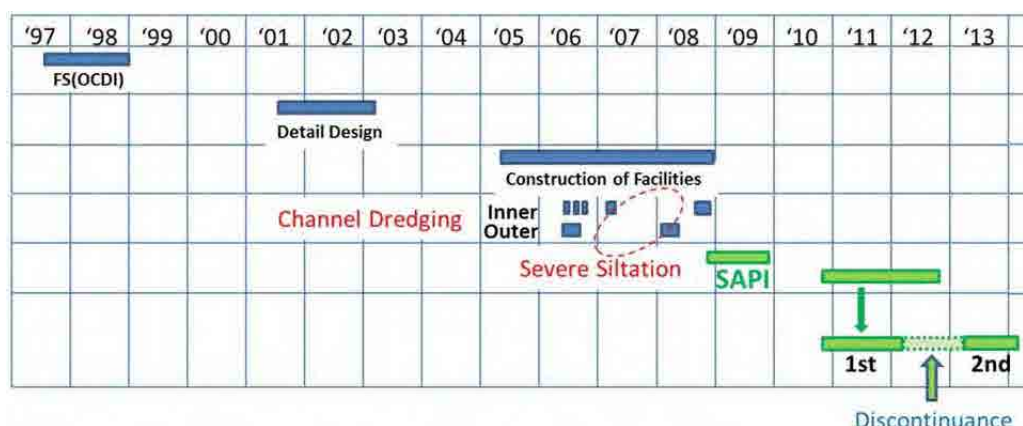 ‘97 ‘98 ‘99 ‘00 ‘01 ‘02 ‘03 ‘04 ‘05 ‘06 ‘07 ‘08 ‘09 ‘10 ‘11 ‘12 ‘13
FS(OCDI)
Detail Design
Construction of Facilities
Channel Dredging
Inner
Outer
Severe Siltation
SAPI
1st 2nd
Discontinuance